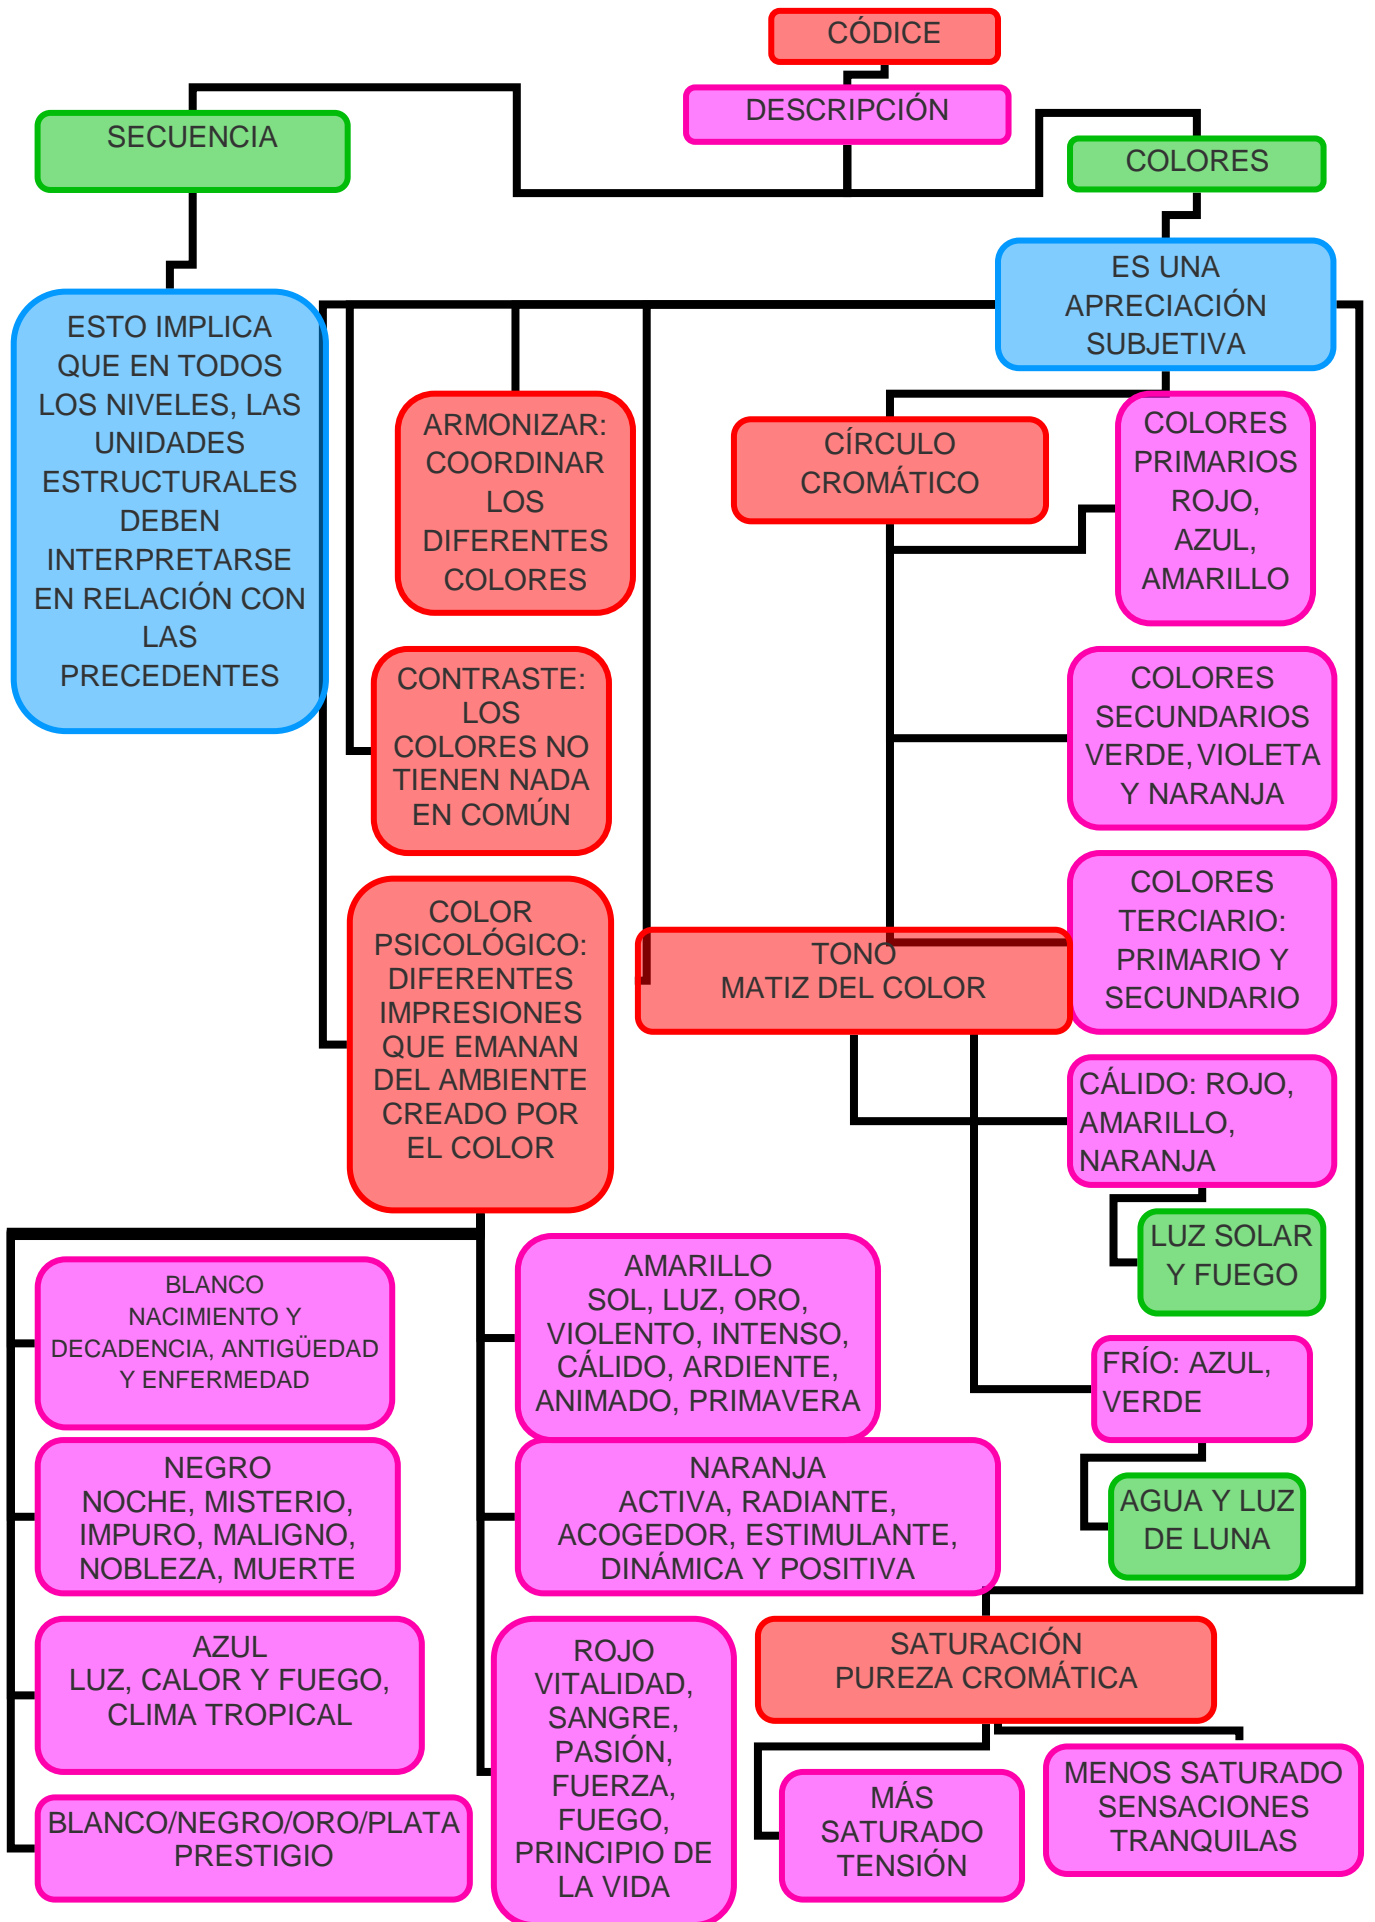 CÓDICE
DESCRIPCIÓN
SECUENCIA
COLORES
ESTO IMPLICA
QUE EN TODOS
LOS NIVELES, LAS
UNIDADES
ESTRUCTURALES
DEBEN
INTERPRETARSE
EN RELACIÓN CON
LAS
PRECEDENTES
ES UNA
APRECIACIÓN
SUBJETIVA
ARMONIZAR:
COORDINAR
LOS
DIFERENTES
COLORES
CÍRCULO
CROMÁTICO
COLORES
PRIMARIOS
ROJO,
AZUL,
AMARILLO
CONTRASTE:
LOS
COLORES NO
TIENEN NADA
EN COMÚN
COLORES
SECUNDARIOS
VERDE, VIOLETA
Y NARANJA
COLOR
PSICOLÓGICO:
DIFERENTES
IMPRESIONES
QUE EMANAN
DEL AMBIENTE
CREADO POR
EL COLOR
TONO
MATIZ DEL COLOR
COLORES
TERCIARIO:
PRIMARIO Y
SECUNDARIO
CÁLIDO: ROJO,
AMARILLO,
NARANJA
LUZ SOLAR
Y FUEGO
FRÍO: AZUL,
VERDE
AGUA Y LUZ
DE LUNA
BLANCO
NACIMIENTO Y
DECADENCIA, ANTIGÜEDAD
Y ENFERMEDAD
AMARILLO
SOL, LUZ, ORO,
VIOLENTO, INTENSO,
CÁLIDO, ARDIENTE,
ANIMADO, PRIMAVERA
NEGRO
NOCHE, MISTERIO,
IMPURO, MALIGNO,
NOBLEZA, MUERTE
NARANJA
ACTIVA, RADIANTE,
ACOGEDOR, ESTIMULANTE,
DINÁMICA Y POSITIVA
AZUL
LUZ, CALOR Y FUEGO,
CLIMA TROPICAL
ROJO
VITALIDAD,
SANGRE,
PASIÓN,
FUERZA,
FUEGO,
PRINCIPIO DE
LA VIDA
BLANCO/NEGRO/ORO/PLATA
PRESTIGIO
SATURACIÓN
PUREZA CROMÁTICA
MÁS
SATURADO
TENSIÓN
MENOS SATURADO
SENSACIONES
TRANQUILAS